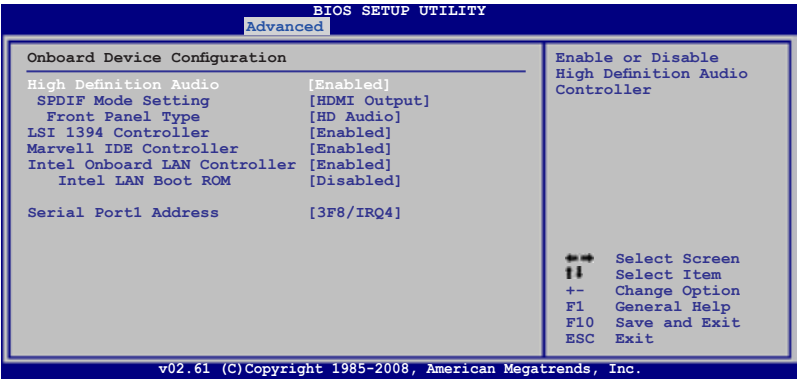 BIOS SETUP UTILITY
Advanced
Onboard Device Configuration
High Definition Audio [Enabled]
SPDIF Mode Setting [HDMI Output]
Front Panel Type [HD Audio]
LSI 1394 Controller [Enabled]
Marvell IDE Controller [Enabled]
Intel Onboard LAN Controller [Enabled]
Intel LAN Boot ROM [Disabled]
Serial Port1 Address [3F8/IRQ4]
Enable or Disable
High Definition Audio
Controller
Select Screen
Select Item
+- Change Option
F1 General Help
F10 Save and Exit
ESC Exit
v02.61 (C)Copyright 1985-2008, American Megatrends, Inc.